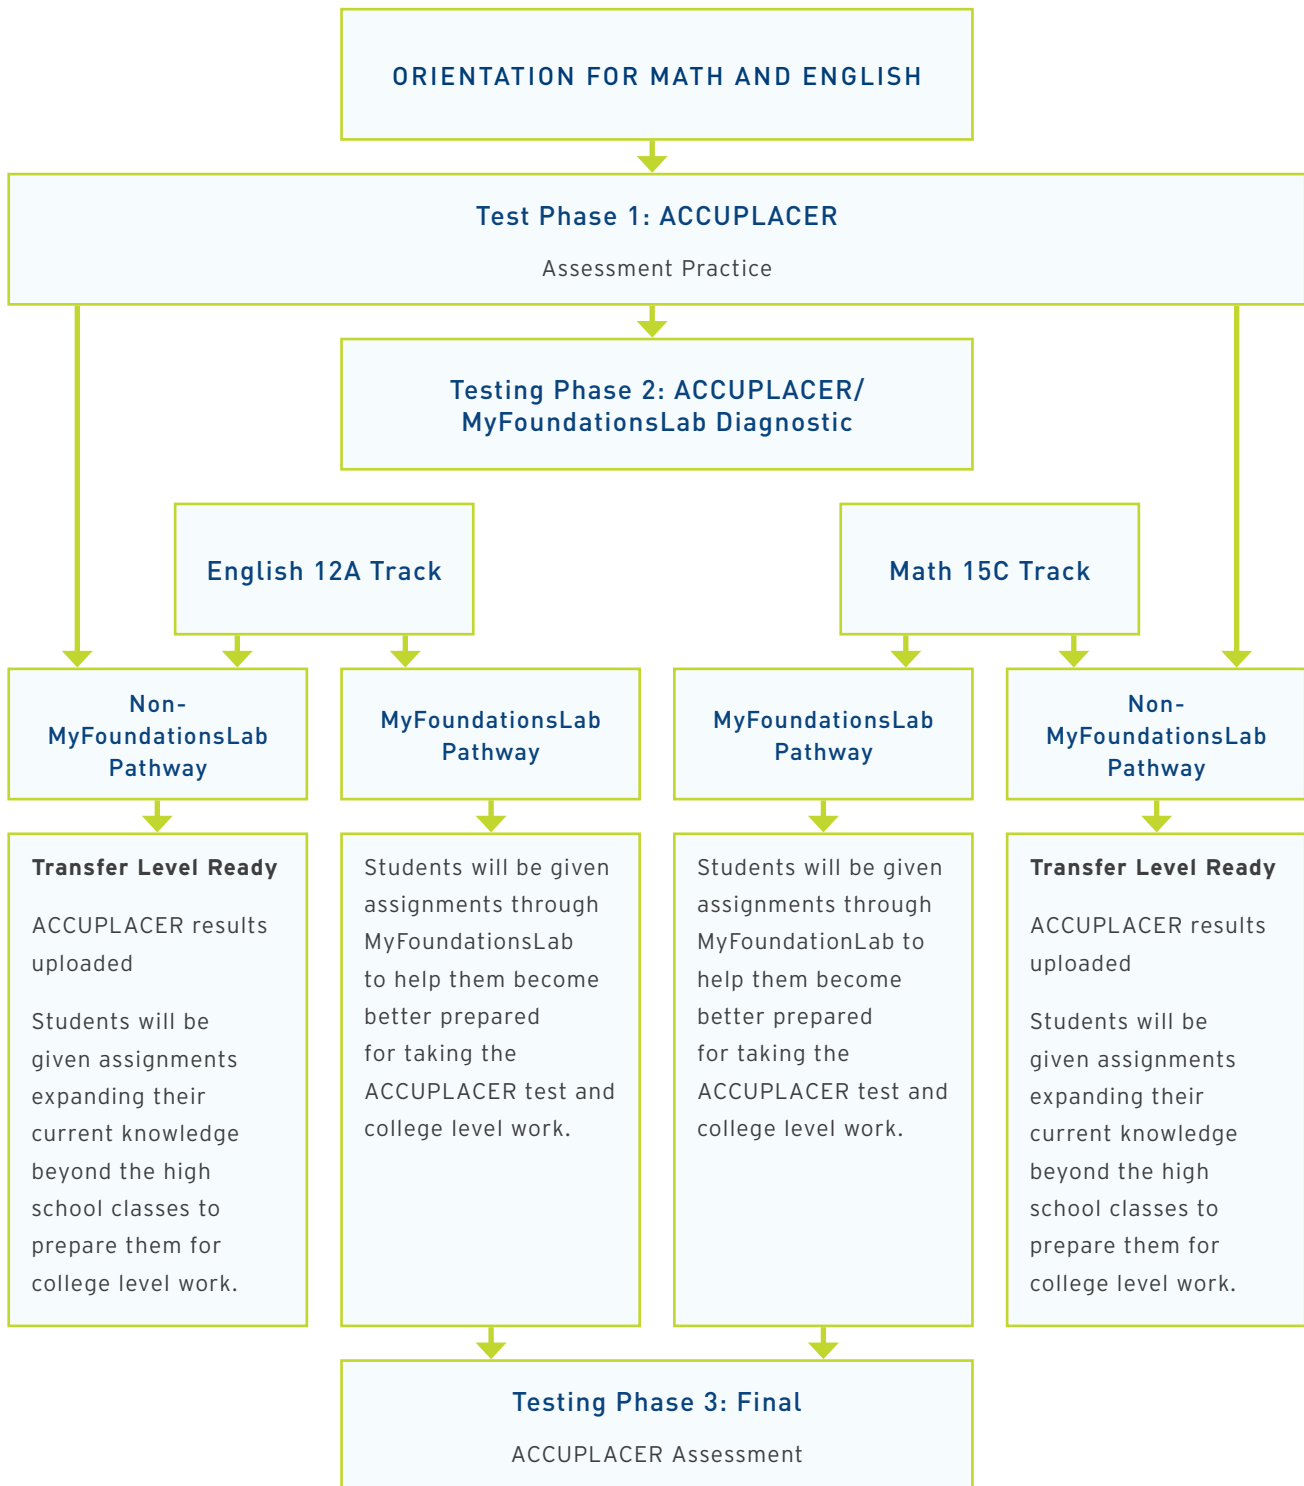 ORIENTATION FOR MATH AND ENGLISH
Test Phase 1: ACCUPLACER
Assessment Practice
Testing Phase 2: ACCUPLACER/
MyFoundationsLab Diagnostic
English 12A Track
Math 15C Track
Non-
MyFoundationsLab
Pathway
MyFoundationsLab
Pathway
MyFoundationsLab
Pathway
Non-
MyFoundationsLab
Pathway
Transfer Level Ready
ACCUPLACER results
uploaded
Students will be
given assignments
expanding their
current knowledge
beyond the high
school classes to
prepare them for
college level work.
Students will be given
assignments through
MyFoundationsLab
to help them become
better prepared
for taking the
ACCUPLACER test and
college level work.
Students will be given
assignments through
MyFoundationLab to
help them become
better prepared
for taking the
ACCUPLACER test and
college level work.
Transfer Level Ready
ACCUPLACER results
uploaded
Students will be
given assignments
expanding their
current knowledge
beyond the high
school classes to
prepare them for
college level work.
Testing Phase 3: Final
ACCUPLACER Assessment